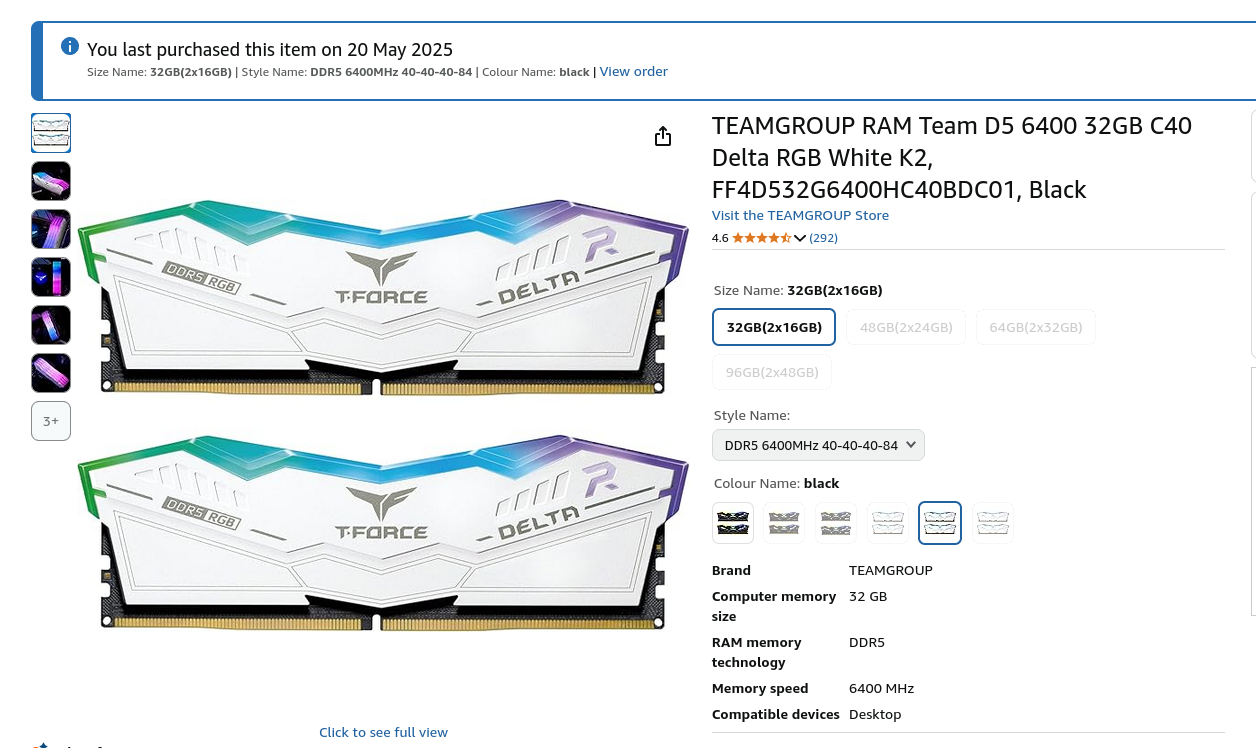 You last purchased this item on 20 May 2025
Size Name: 32GB(2x16GB) | Style Name: DDR5 6400MHz 40-40-40-84 | Colour Name: black | View order
TEAMGROUP RAM Team D5 6400 32GB C40
Delta RGB White K2,
FF4D532G6400HC40BDC01, Black
Visit the TEAMGROUP Store
4.6 (292)
3+
DDR5 RGB
T-FORCE
DELTA
DDR5 RGB
T-FORCE
DELTA
Click to see full view
Size Name: 32GB(2x16GB)
32GB(2x16GB) 48GB(2x24GB) 64GB(2x32GB)
96GB(2x48GB)
Style Name:
DDR5 6400MHz 40-40-40-84
Colour Name: black
Brand TEAMGROUP
Computer memory size 32 GB
RAM memory technology DDR5
Memory speed 6400 MHz
Compatible devices Desktop